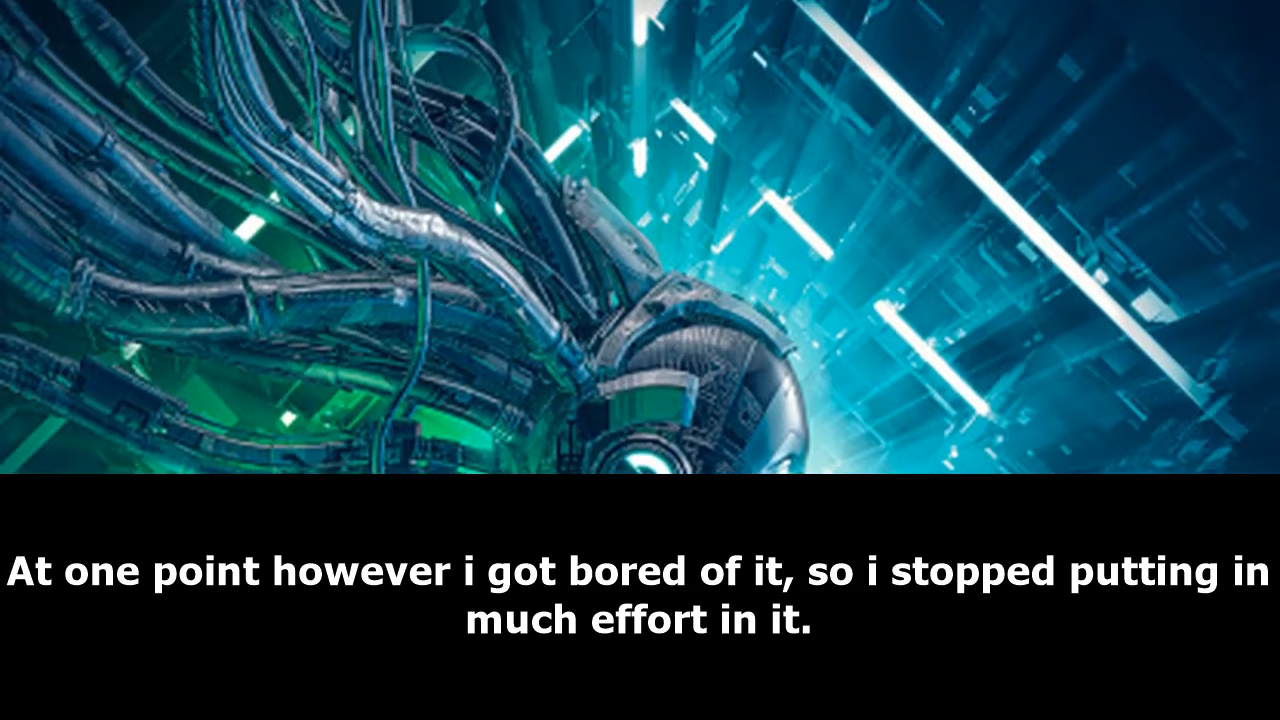 At one point however i got bored of it, so i stopped putting in
much effort in it.